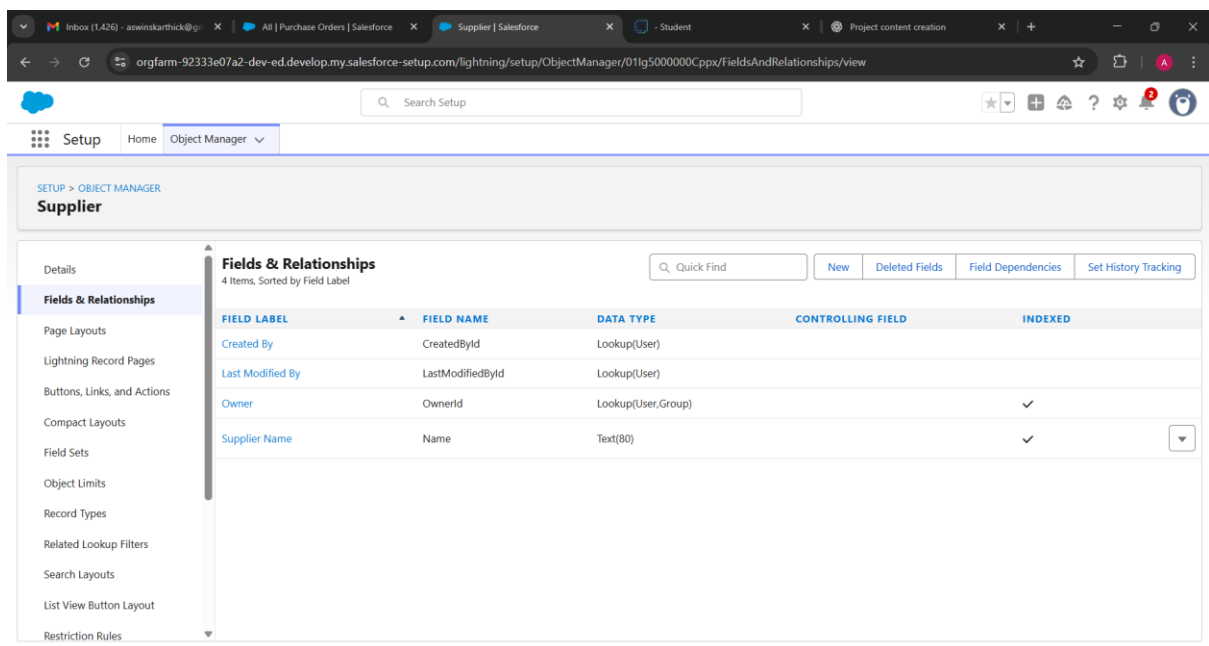 Inbox (1,426) - aswinskarthick@gm
All | Purchase Orders | Salesforce
Supplier | Salesforce
- Student
Project content creation
orgfarm-92333e07a2-dev-ed.develop.my.salesforce-setup.com/lightning/setup/ObjectManager/01Ig5000000Cppx/FieldsAndRelationships/view
A
Search Setup
2
Setup
Home
Object Manager
SETUP > OBJECT MANAGER
Supplier
Details
Fields & Relationships
Page Layouts
Lightning Record Pages
Buttons, Links, and Actions
Compact Layouts
Field Sets
Object Limits
Record Types
Related Lookup Filters
Search Layouts
List View Button Layout
Restriction Rules
Fields & Relationships
4 Items, Sorted by Field Label
Quick Find
New
Deleted Fields
Field Dependencies
Set History Tracking
FIELD LABEL FIELD NAME DATA TYPE CONTROLLING FIELD INDEXED
Created By CreatedById Lookup(User)
Last Modified By LastModifiedById Lookup(User)
Owner OwnerId Lookup(User,Group)
Supplier Name Name Text(80)